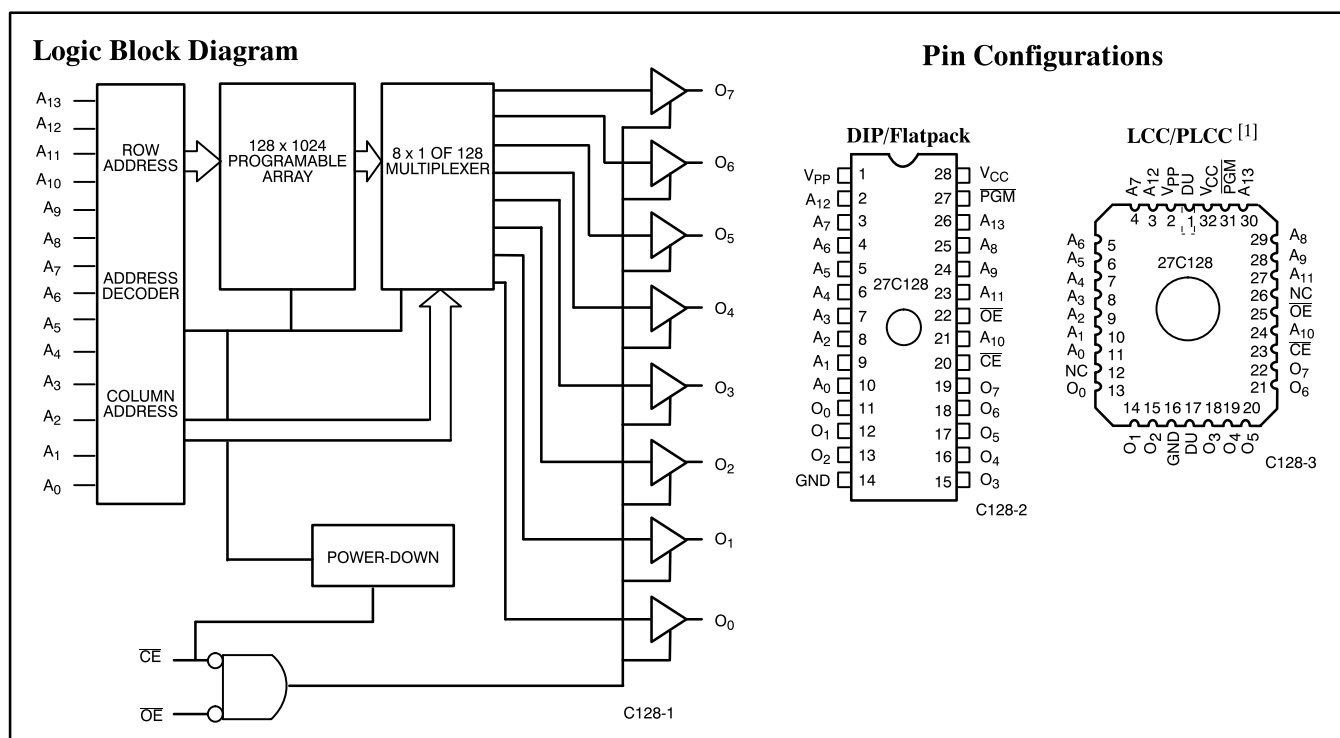 Logic Block Diagram
A13
A12
A11
A10
A9
A8
A7
A6
A5
A4
A3
A2
A1
A0
ROW
ADDRESS
ADDRESS
DECODER
COLUMN
ADDRESS
128 x 1024
PROGRAMABLE
ARRAY
8 x 1 OF 128
MULTIPLEXER
POWER-DOWN
CE
OE
O7
O6
O5
O4
O3
O2
O1
O0
C128-1
Pin Configurations
DIP/Flatpack
VPP 1 28 VCC
A12 2 27 PGM
A7 3 26 A13
A6 4 25 A8
A5 5 24 A9
A4 6 27C128 23 A11
A3 7 22 OE
A2 8 21 A10
A1 9 20 CE
A0 10 19 O7
O0 11 18 O6
O1 12 17 O5
O2 13 16 O4
GND 14 15 O3
C128-2
LCC/PLCC [1]
A7 A12 VPP DU VCC PGM A13
4 3 2 1 32 31 30
A6 5 29 A8
A5 6 28 A9
A4 7 27C128 27 A11
A3 8 26 NC
A2 9 25 OE
A1 10 24 A10
A0 11 23 CE
NC 12 22 O7
O0 13 21 O6
14 15 16 17 18 19 20
O1 O2 GND DU O3 O4 O5
C128-3